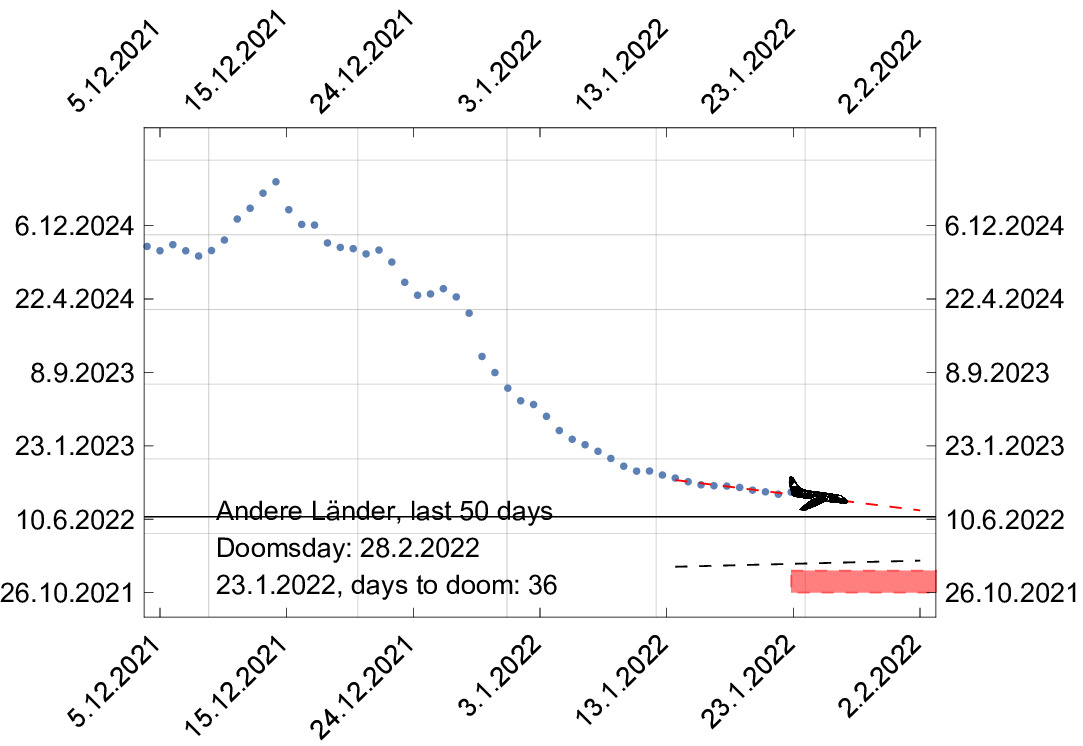 5.12.2021 15.12.2021 24.12.2021 3.1.2022 13.1.2022 23.1.2022 2.2.2022
6.12.2024 6.12.2024
22.4.2024 22.4.2024
8.9.2023 8.9.2023
23.1.2023 23.1.2023
Andere Länder, last 50 days
10.6.2022 10.6.2022
Doomsday: 28.2.2022
23.1.2022, days to doom: 36
26.10.2021 26.10.2021
5.12.2021 15.12.2021 24.12.2021 3.1.2022 13.1.2022 23.1.2022 2.2.2022